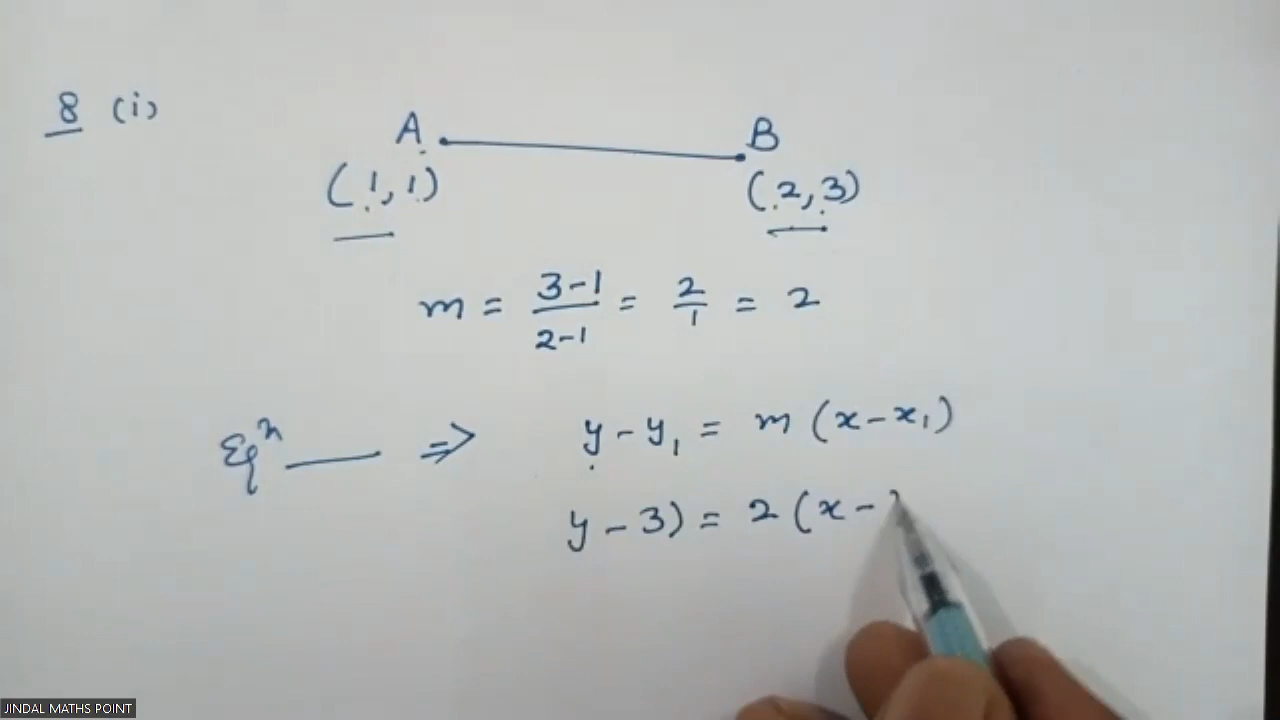 8 (i)
A B
(1,1) (2,3)
m = 3-1/2-1 = 2/1 = 2
Eqn ___ => y - y₁ = m (x - x₁)
y - 3) = 2 (x -
JINDAL MATHS POINT